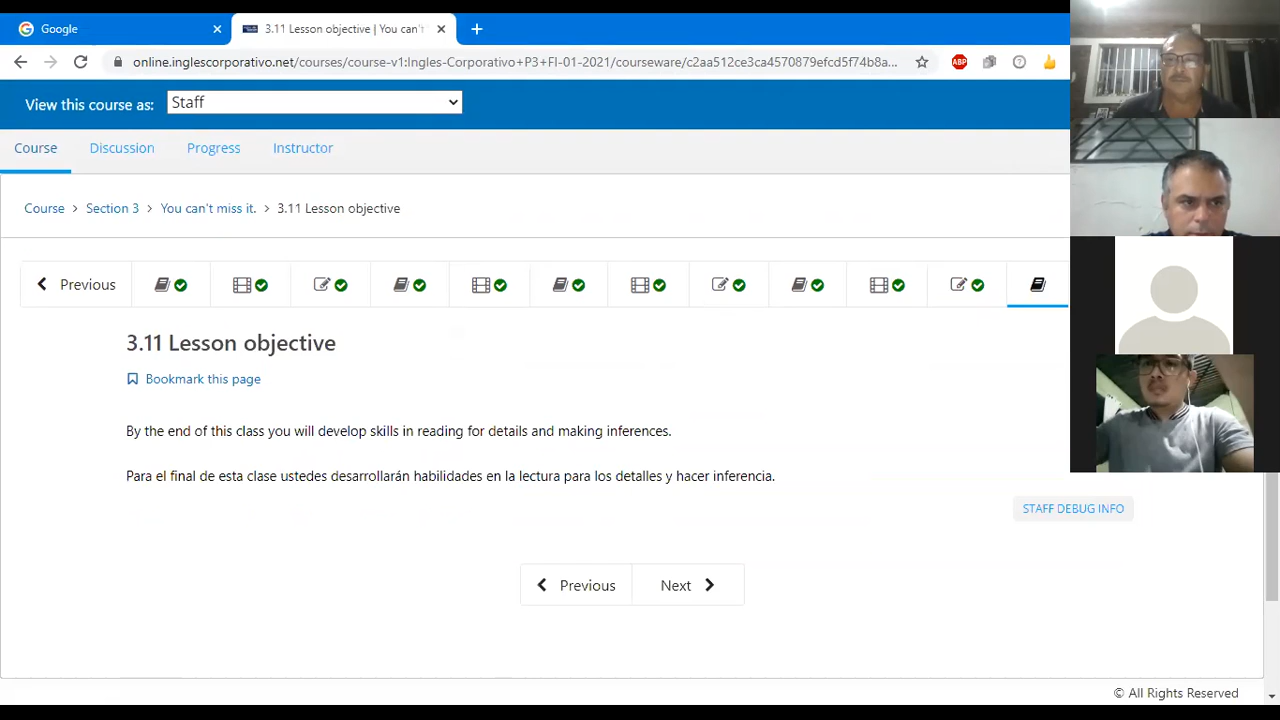 Google
3.11 Lesson objective | You can't
online.inglescorporativo.net/courses/course-v1:Ingles-Corporativo+P3+FI-01-2021/courseware/c2aa512ce3ca4570879efcd5f74b8a...
ABP
View this course as:
Staff
Course
Discussion
Progress
Instructor
Course > Section 3 > You can't miss it. > 3.11 Lesson objective
Previous
3.11 Lesson objective
Bookmark this page
By the end of this class you will develop skills in reading for details and making inferences.
Para el final de esta clase ustedes desarrollarán habilidades en la lectura para los detalles y hacer inferencia.
STAFF DEBUG INFO
Previous
Next
© All Rights Reserved